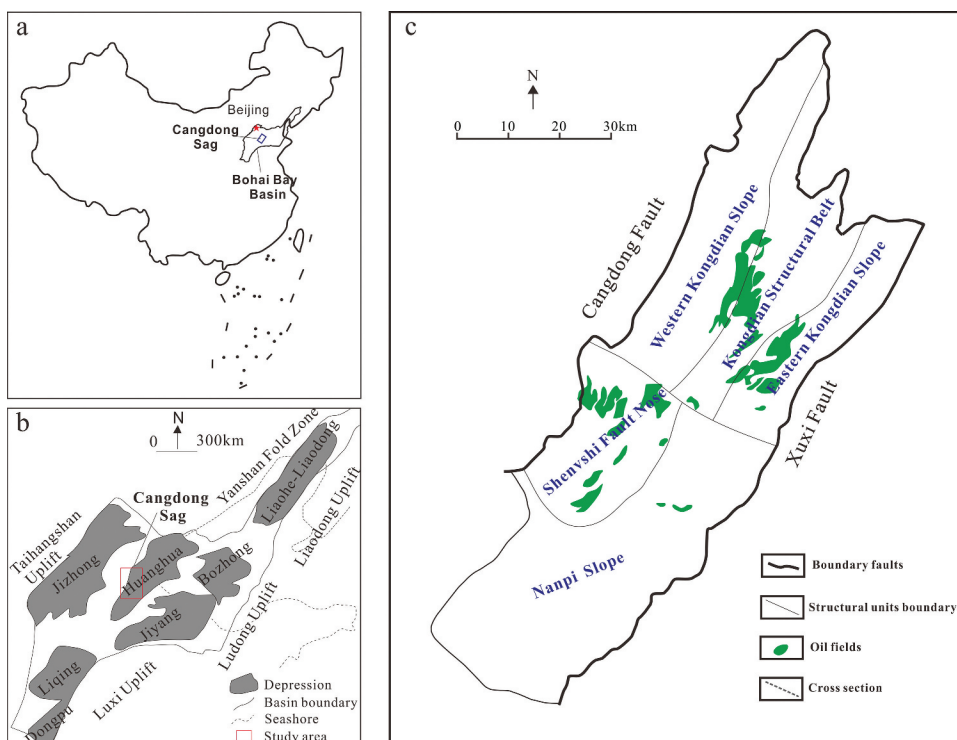 a
Beijing
Cangdong
Sag
Bohai Bay
Basin
b
N
0 300km
Cangdong
Sag
Yanshan Fold Zone
Liaohe-Liaodong
Liaodong Uplift
Taihangshan
Uplift
Jizhong
Huanghua
Bozhong
Jiyang
Ludong Uplift
Liqing
Luxi Uplift
Dongpu
Depression
Basin boundary
Seashore
Study area
c
N
0 10 20 30km
Cangdong Fault
Western Kongdian Slope
Kongdian Structural Belt
Eastern Kongdian Slope
Xuxi Fault
Shenvshi Fault Nose
Nanpi Slope
Boundary faults
Structural units boundary
Oil fields
Cross section